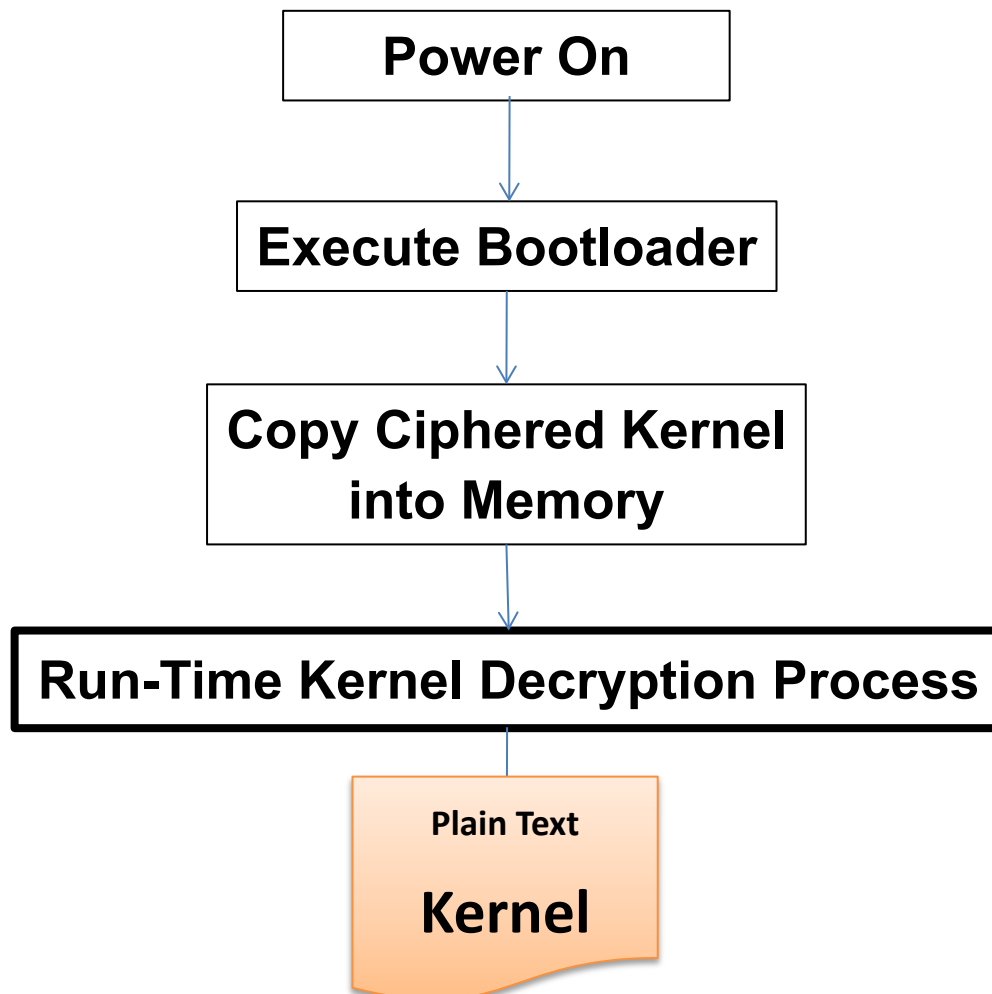 Power On
Execute Bootloader
Copy Ciphered Kernel
into Memory
Run-Time Kernel Decryption Process
Plain Text
Kernel